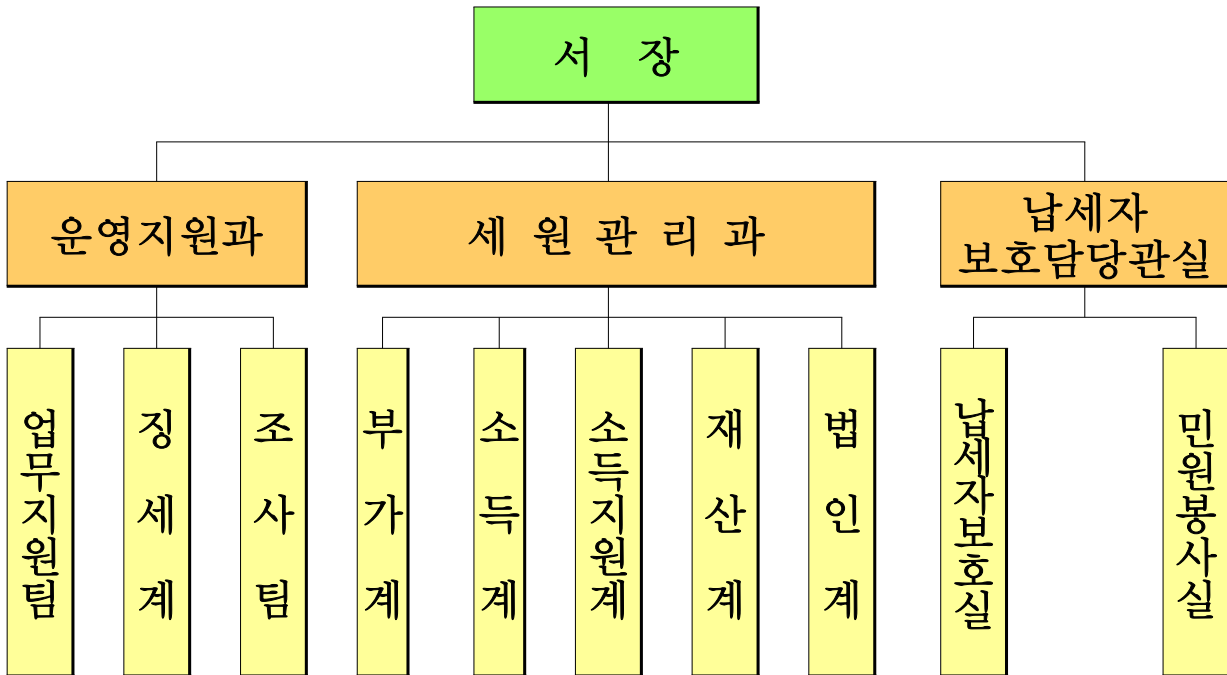 서 장
운영지원과
세 원 관 리 과
납세자
보호담당관실
업무지원팀
징세계
조사팀
부가계
소득계
소득지원계
재산계
법인계
납세자보호실
민원봉사실